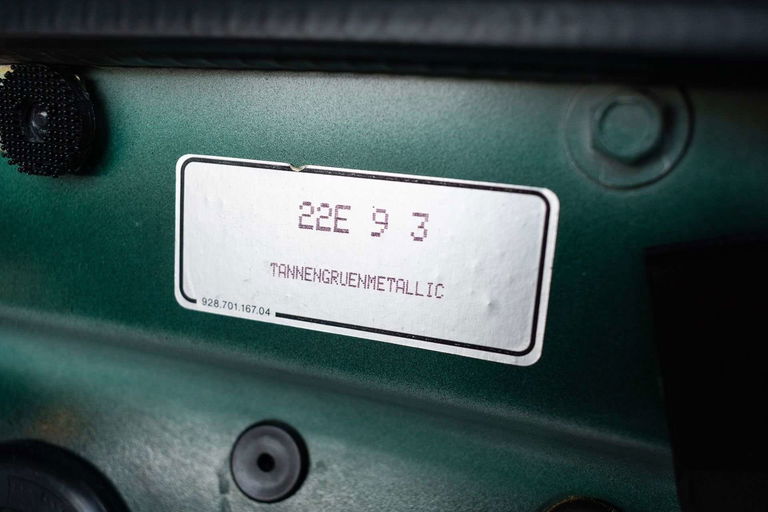 22E 9 3
TANNENGRUENMETALLIC
928.701.167.04